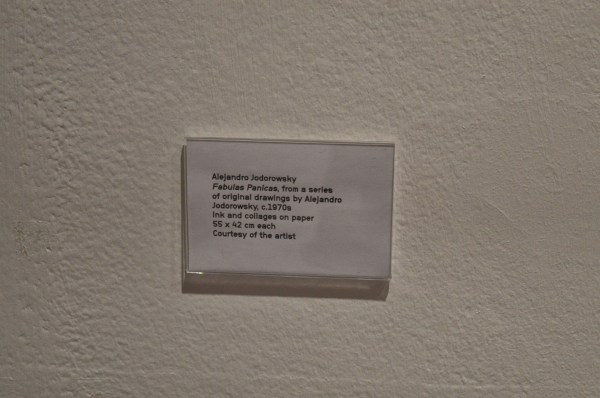 Alejandro Jodorowsky
Fabulas Panicas, from a series
of original drawings by Alejandro
Jodorowsky, c.1970s
Ink and collages on paper
55 x 42 cm each
Courtesy of the artist